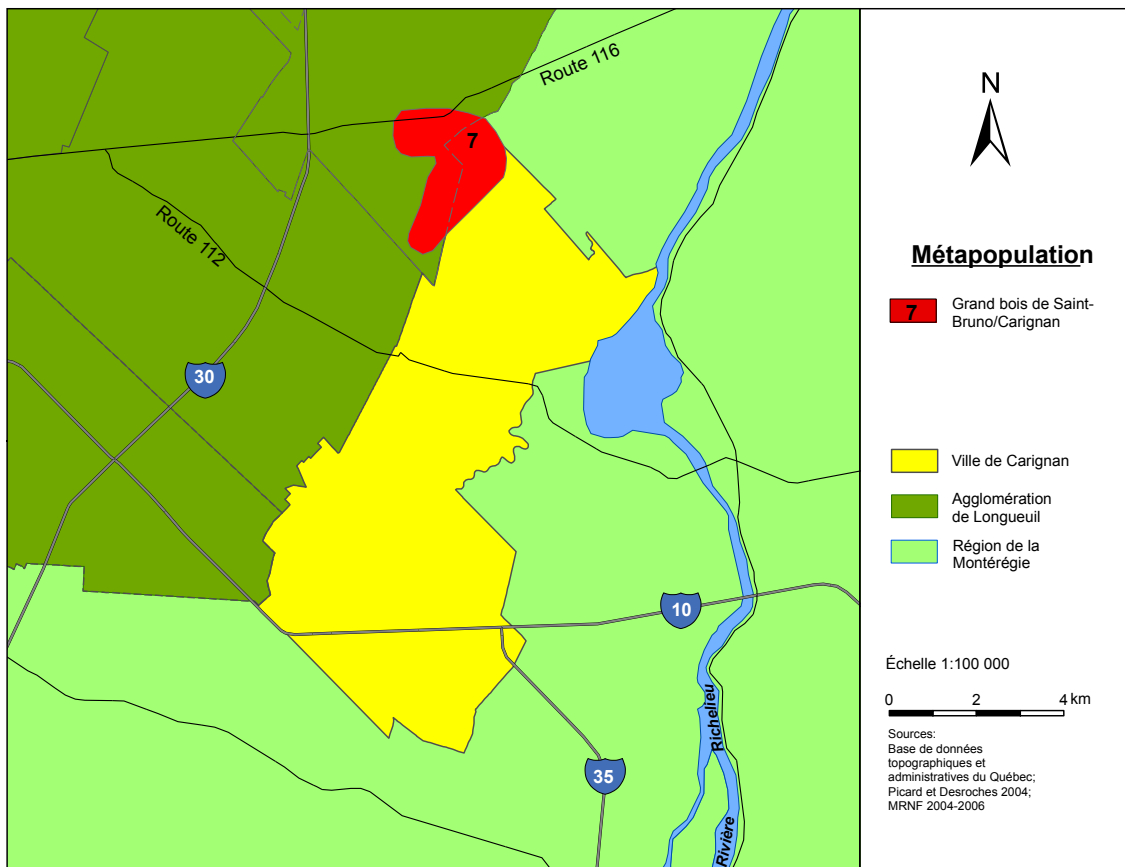 Route 116
7
Route 112
30
10
35
Richelieu
Rivière
N
Métapopulation
7
Grand bois de Saint-
Bruno/Carignan
Ville de Carignan
Agglomération
de Longueuil
Région de la
Montérégie
Échelle 1:100 000
0 2 4 km
Sources:
Base de données
topographiques et
administratives du Québec;
Picard et Desroches 2004;
MRNF 2004-2006